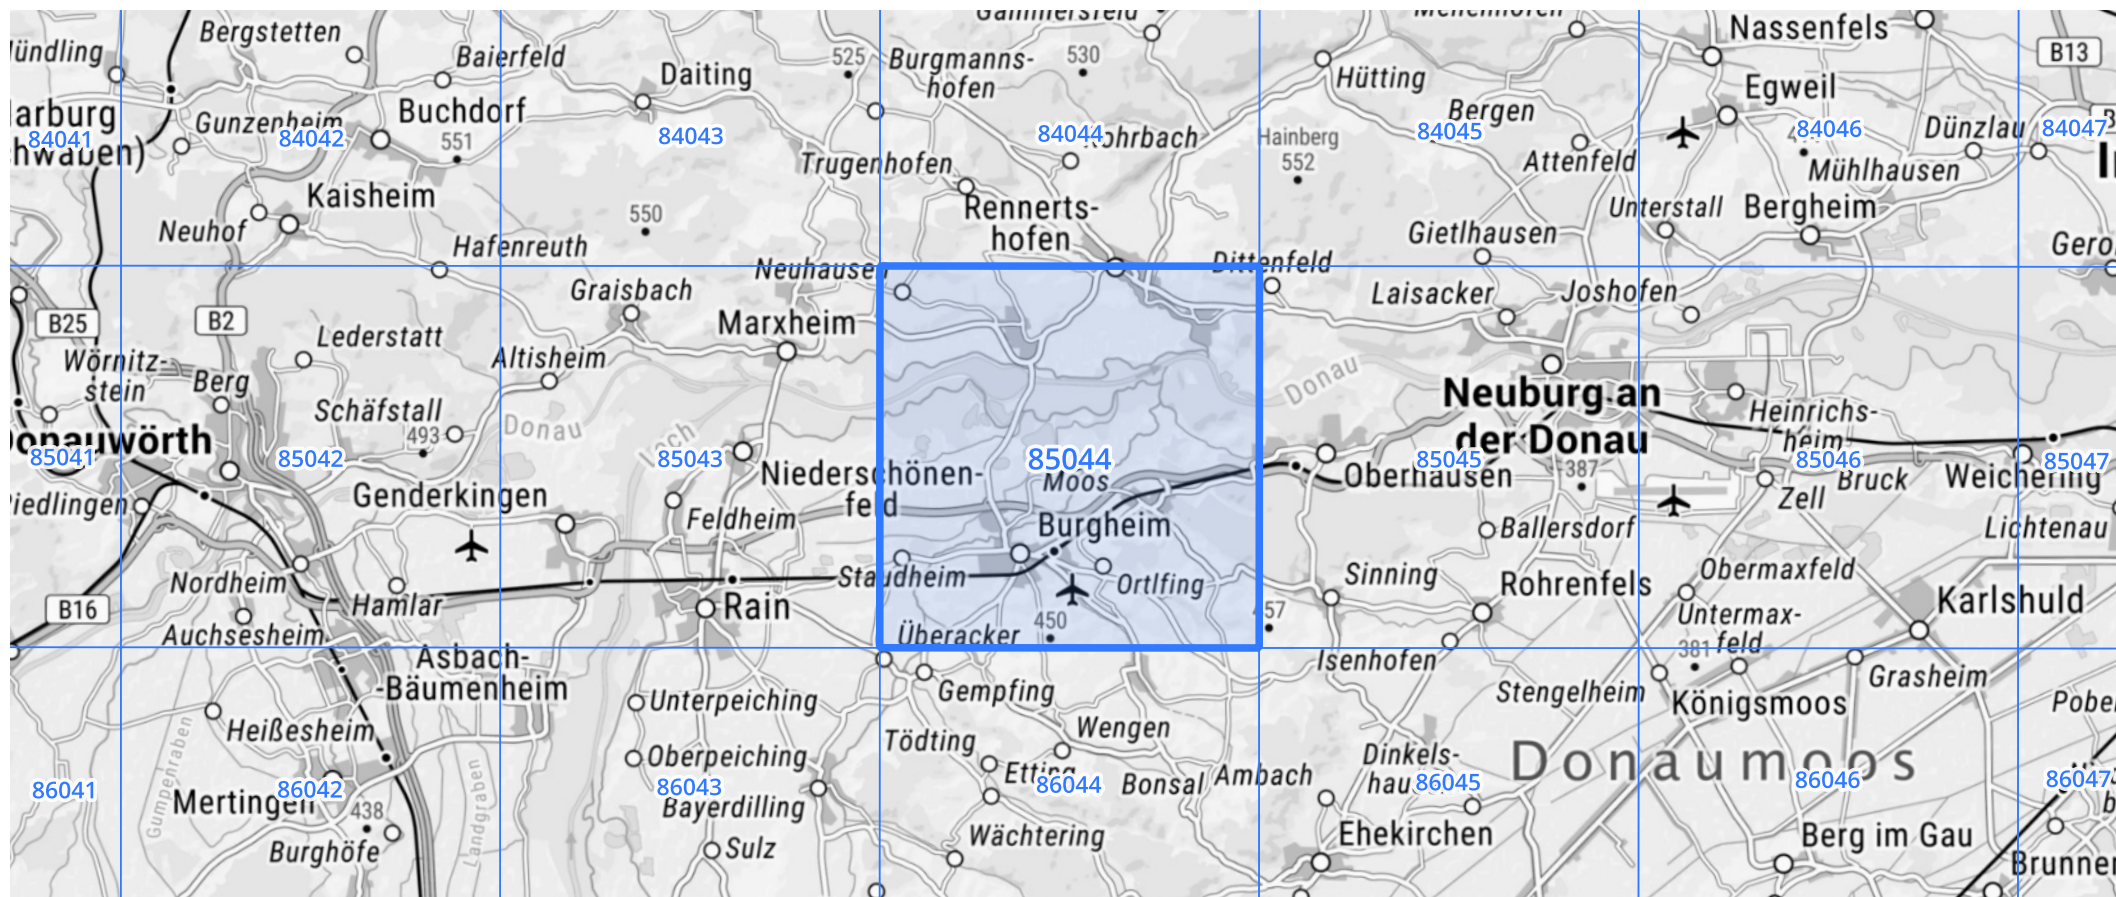 Bergstetten
Baierfeld
Daiting
525
Burgmanns-
hofen
530
Hütting
Nassenfels
B13
Egweil
Buchdorf
Gunzenheim
84041
84042
551
84043
84044
Trugenhofen
Hainberg
552
Bergen
84045
Attenfeld
84046
Dünzlau
84047
Mühlhausen
Kaisheim
Neuhof
550
Rennerts-
hofen
Unterstall
Bergheim
Gietlhausen
Hafenreuth
Neuhausen
Dittenfeld
Graisbach
Marxheim
Laisacker
Joshofen
B25
B2
Lederstatt
Altisheim
Wörnitz-
stein
Berg
Schäfstall
493
Donau
Donau
Neuburg an
der Donau
Heinrichs-
heim
85041
85042
85043
85044
85045
85046
85047
Moos
Niederschönen-
feld
Oberhausen
387
Zell
Bruck
Weichering
Genderkingen
Feldheim
Burgheim
Ballersdorf
Lichtenau
Nordheim
Hamlar
Staudheim
Ortlfing
Sinning
Rohrenfels
Obermaxfeld
Karlshuld
B16
Rain
Auchsesheim
Überacker
450
Untermax-
feld
381
Asbach-
-Bäumenheim
Isenhofen
Stengelheim
Königsmoos
Grasheim
Unterpeiching
Gempfing
Wengen
Heißesheim
Gumpenraben
Oberpeiching
Tödting
Etting
Bonsal
Ambach
Dinkels-
Donaumoos
86041
86042
86043
86044
86045
86046
86047
Mertingen
438
Burghöfe
Landgraben
Bayerdilling
Sulz
Wächtering
Ehekirchen
Berg im Gau